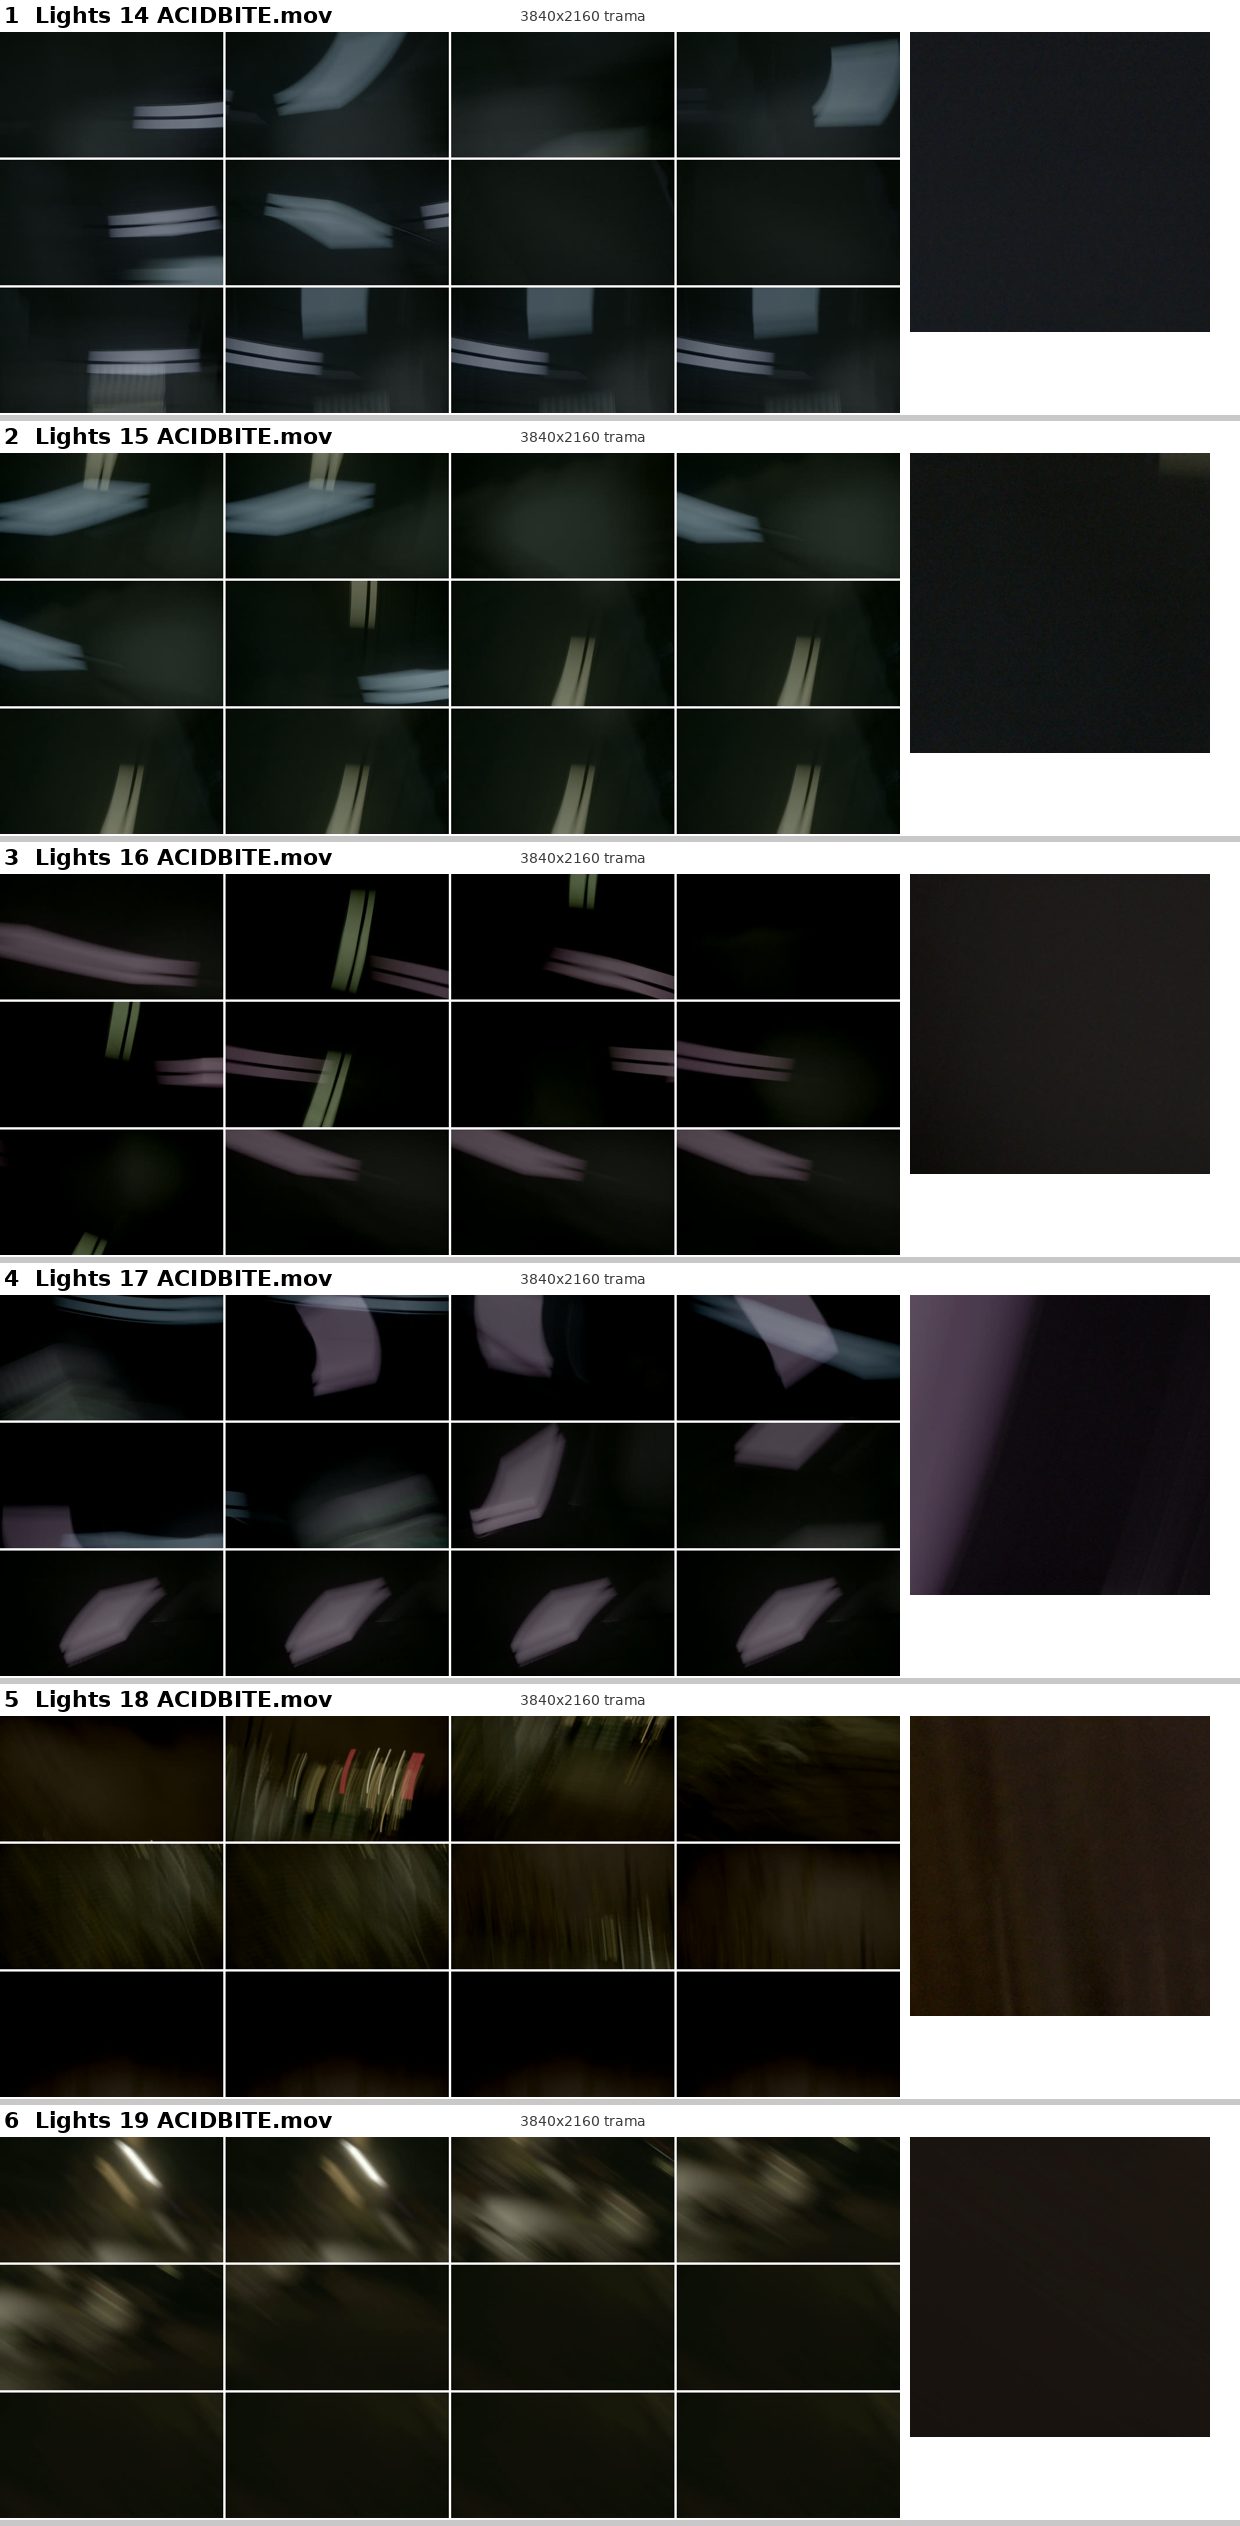 1 Lights 14 ACIDBITE.mov 3840x2160 trama
2 Lights 15 ACIDBITE.mov 3840x2160 trama
3 Lights 16 ACIDBITE.mov 3840x2160 trama
4 Lights 17 ACIDBITE.mov 3840x2160 trama
5 Lights 18 ACIDBITE.mov 3840x2160 trama
6 Lights 19 ACIDBITE.mov 3840x2160 trama